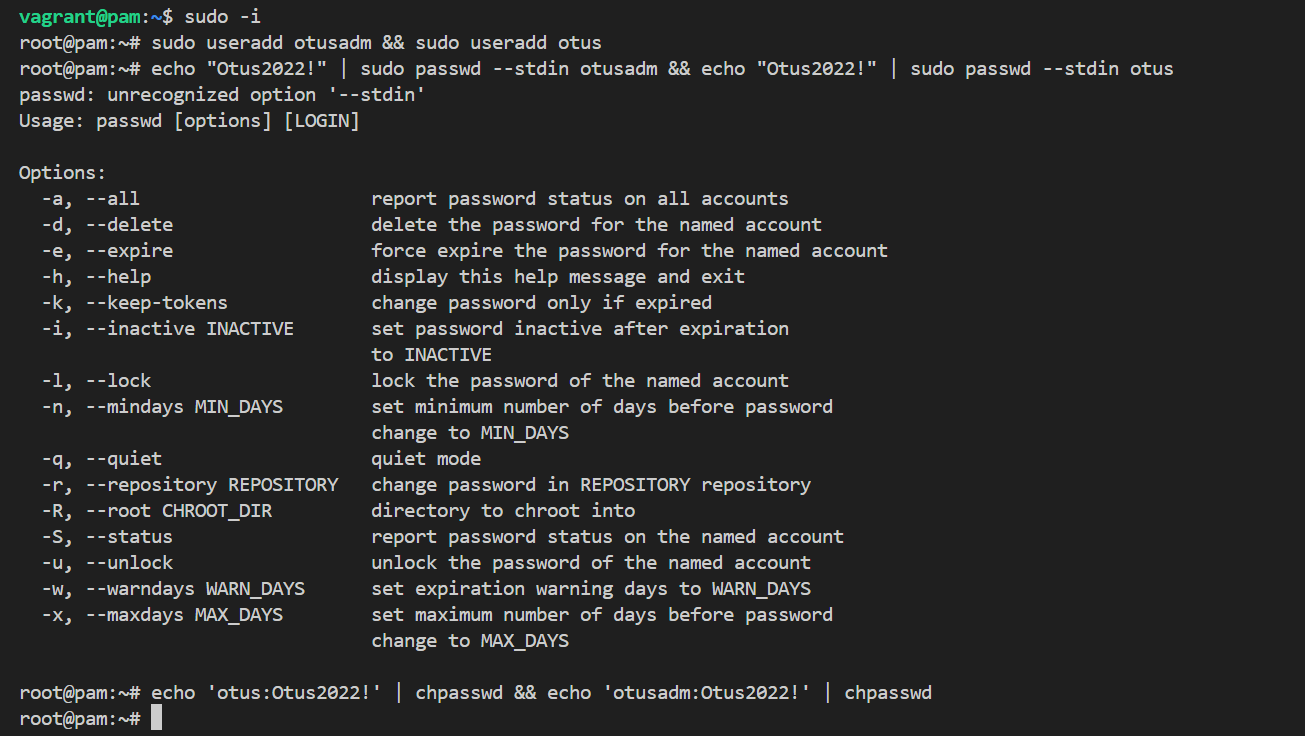 vagrant@pam:~$ sudo -i
root@pam:~# sudo useradd otusadm && sudo useradd otus
root@pam:~# echo "Otus2022!" | sudo passwd --stdin otusadm && echo "Otus2022!" | sudo passwd --stdin otus
passwd: unrecognized option '--stdin'
Usage: passwd [options] [LOGIN]

Options:
  -a, --all                     report password status on all accounts
  -d, --delete                  delete the password for the named account
  -e, --expire                  force expire the password for the named account
  -h, --help                    display this help message and exit
  -k, --keep-tokens             change password only if expired
  -i, --inactive INACTIVE       set password inactive after expiration
                                to INACTIVE
  -l, --lock                    lock the password of the named account
  -n, --mindays MIN_DAYS        set minimum number of days before password
                                change to MIN_DAYS
  -q, --quiet                   quiet mode
  -r, --repository REPOSITORY   change password in REPOSITORY repository
  -R, --root CHROOT_DIR         directory to chroot into
  -S, --status                  report password status on the named account
  -u, --unlock                  unlock the password of the named account
  -w, --warndays WARN_DAYS      set expiration warning days to WARN_DAYS
  -x, --maxdays MAX_DAYS        set maximum number of days before password
                                change to MAX_DAYS

root@pam:~# echo 'otus:Otus2022!' | chpasswd && echo 'otusadm:Otus2022!' | chpasswd
root@pam:~#